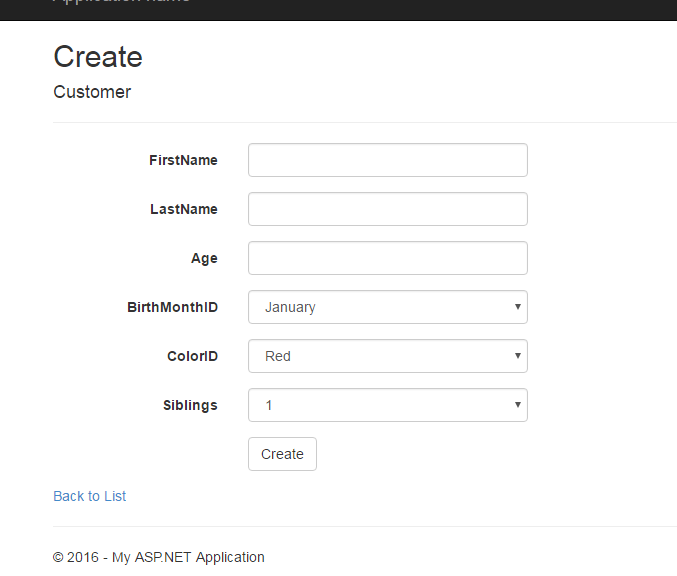 Create
Customer
FirstName
LastName
Age
BirthMonthID January
ColorID Red
Siblings 1
Create
Back to List
© 2016 - My ASP.NET Application